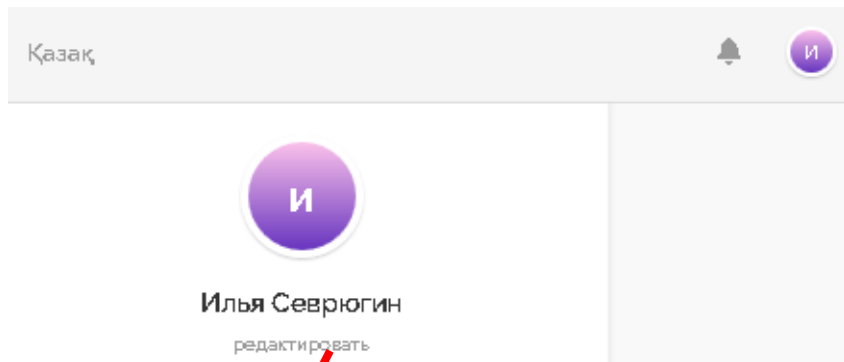 Қазақ
И
И
Илья Севрюгин
редактировать